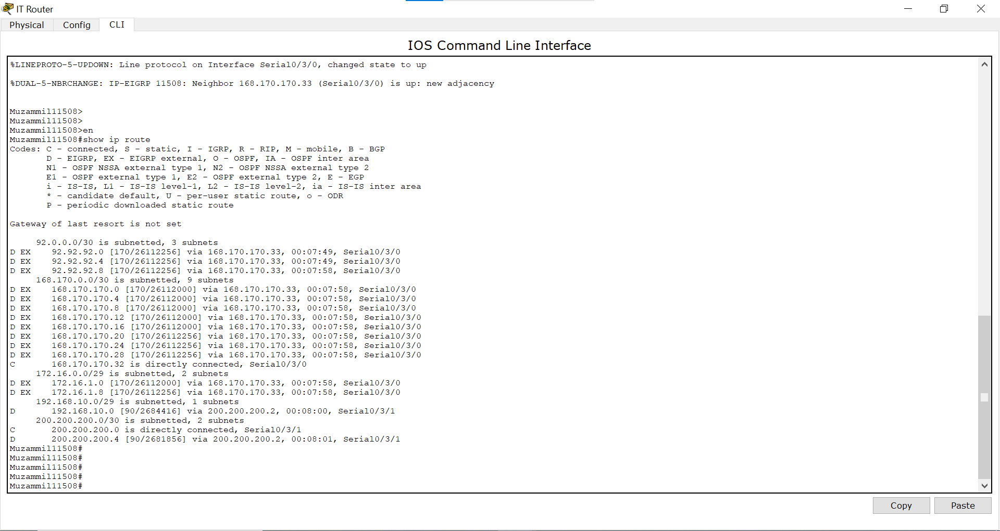 IT Router
Physical Config CLI
IOS Command Line Interface
%LINEPROTO-5-UPDOWN: Line protocol on Interface Serial0/3/0, changed state to up
%DUAL-5-NBRCHANGE: IP-EIGRP 11508: Neighbor 168.170.170.33 (Serial0/3/0) is up: new adjacency
Muzammil11508>
Muzammil11508>
Muzammil11508>en
Muzammil11508#show ip route
Codes: C - connected, S - static, I - IGRP, R - RIP, M - mobile, B - BGP
D - EIGRP, EX - EIGRP external, O - OSPF, IA - OSPF inter area
N1 - OSPF NSSA external type 1, N2 - OSPF NSSA external type 2
E1 - OSPF external type 1, E2 - OSPF external type 2, E - EGP
i - IS-IS, L1 - IS-IS level-1, L2 - IS-IS level-2, ia - IS-IS inter area
* - candidate default, U - per-user static route, o - ODR
P - periodic downloaded static route
Gateway of last resort is not set
92.0.0.0/30 is subnetted, 3 subnets
D EX 92.92.92.0 [170/26112256] via 168.170.170.33, 00:07:49, Serial0/3/0
D EX 92.92.92.4 [170/26112256] via 168.170.170.33, 00:07:49, Serial0/3/0
D EX 92.92.92.8 [170/26112256] via 168.170.170.33, 00:07:58, Serial0/3/0
168.170.0.0/30 is subnetted, 9 subnets
D EX 168.170.170.0 [170/26112000] via 168.170.170.33, 00:07:58, Serial0/3/0
D EX 168.170.170.4 [170/26112000] via 168.170.170.33, 00:07:58, Serial0/3/0
D EX 168.170.170.8 [170/26112000] via 168.170.170.33, 00:07:58, Serial0/3/0
D EX 168.170.170.12 [170/26112000] via 168.170.170.33, 00:07:58, Serial0/3/0
D EX 168.170.170.16 [170/26112000] via 168.170.170.33, 00:07:58, Serial0/3/0
D EX 168.170.170.20 [170/26112256] via 168.170.170.33, 00:07:58, Serial0/3/0
D EX 168.170.170.24 [170/26112256] via 168.170.170.33, 00:07:58, Serial0/3/0
D EX 168.170.170.28 [170/26112256] via 168.170.170.33, 00:07:58, Serial0/3/0
C 168.170.170.32 is directly connected, Serial0/3/0
172.16.0.0/29 is subnetted, 2 subnets
D EX 172.16.1.0 [170/26112000] via 168.170.170.33, 00:07:58, Serial0/3/0
D EX 172.16.1.8 [170/26112256] via 168.170.170.33, 00:07:58, Serial0/3/0
192.168.10.0/29 is subnetted, 1 subnets
D 192.168.10.0 [90/2684416] via 200.200.200.2, 00:08:00, Serial0/3/1
200.200.200.0/30 is subnetted, 2 subnets
C 200.200.200.0 is directly connected, Serial0/3/1
D 200.200.200.4 [90/2681856] via 200.200.200.2, 00:08:01, Serial0/3/1
Muzammil11508#
Muzammil11508#
Muzammil11508#
Muzammil11508#
Muzammil11508#
Copy Paste